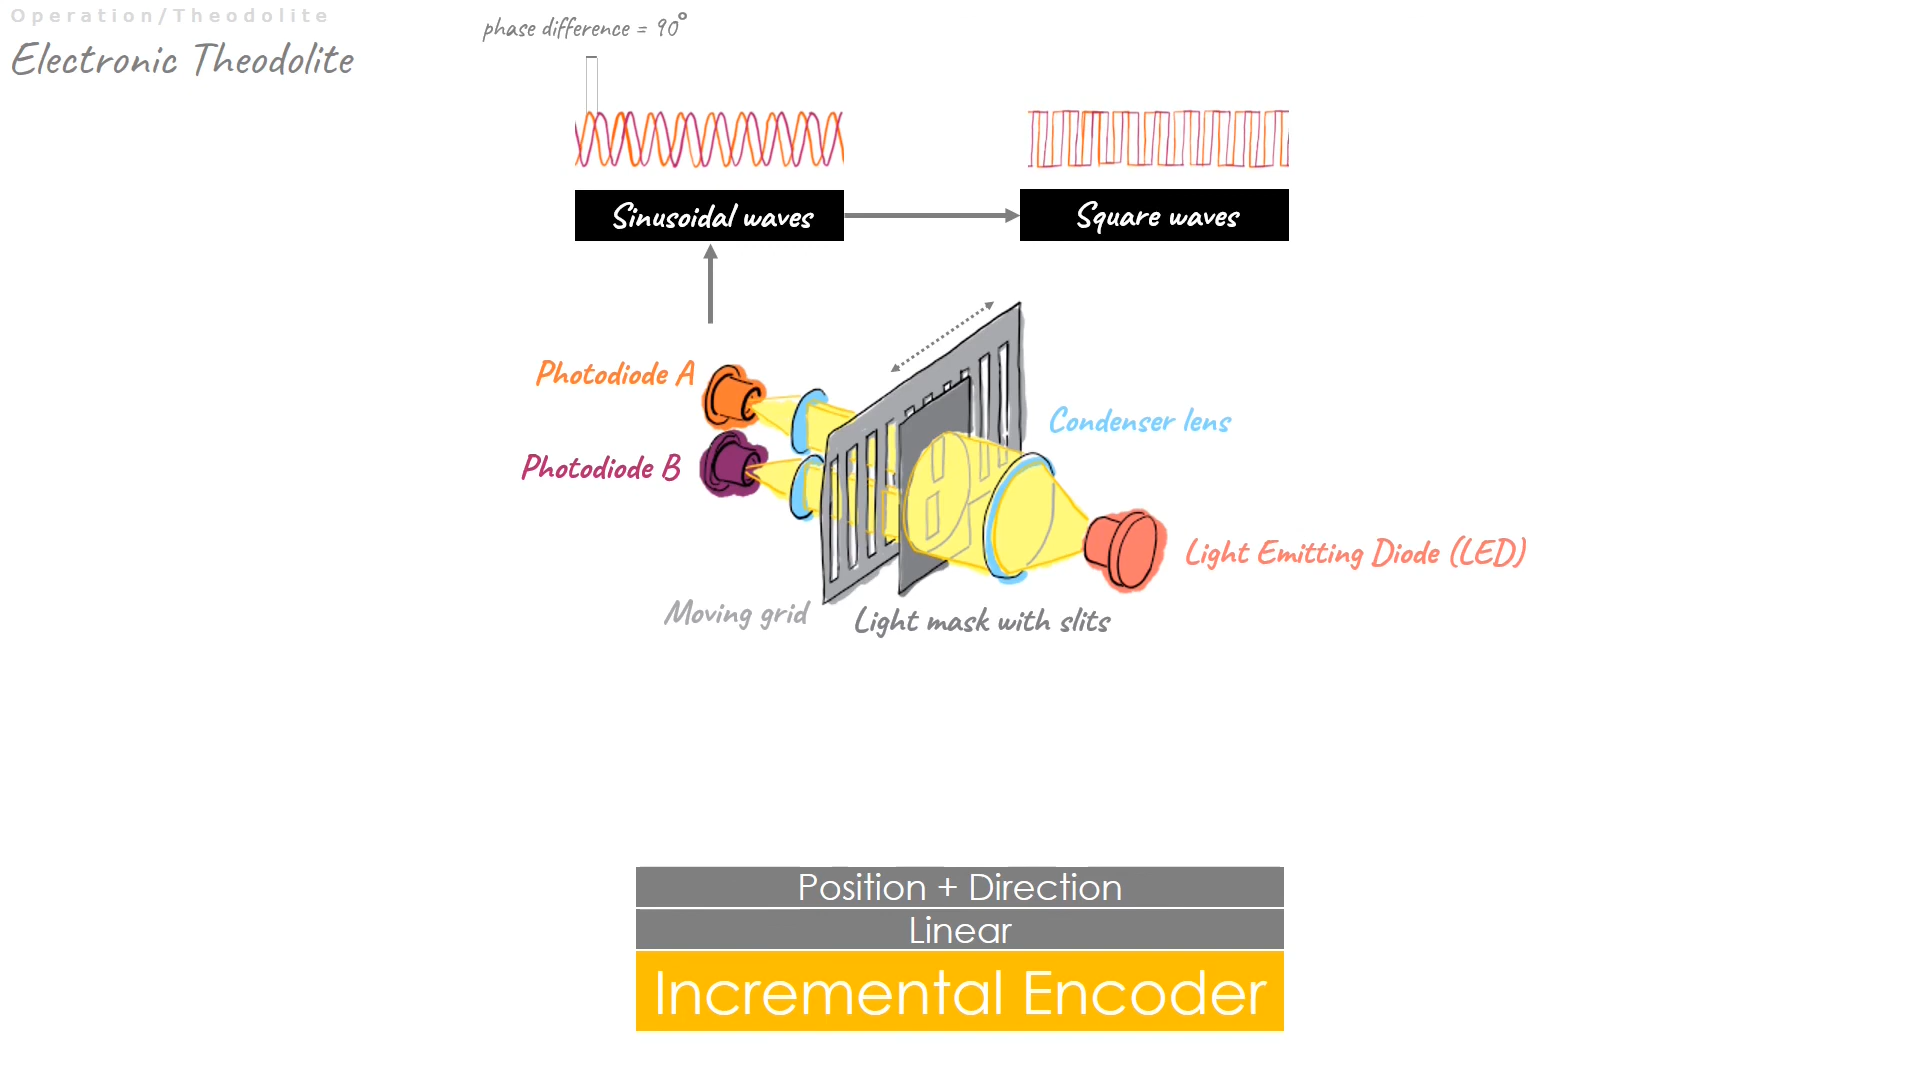 Operation/Theodolite
Electronic Theodolite
phase difference = 90°
Sinusoidal waves
Square waves
Photodiode A
Condenser lens
Photodiode B
Light Emitting Diode (LED)
Moving grid
Light mask with slits
Position + Direction
Linear
Incremental Encoder